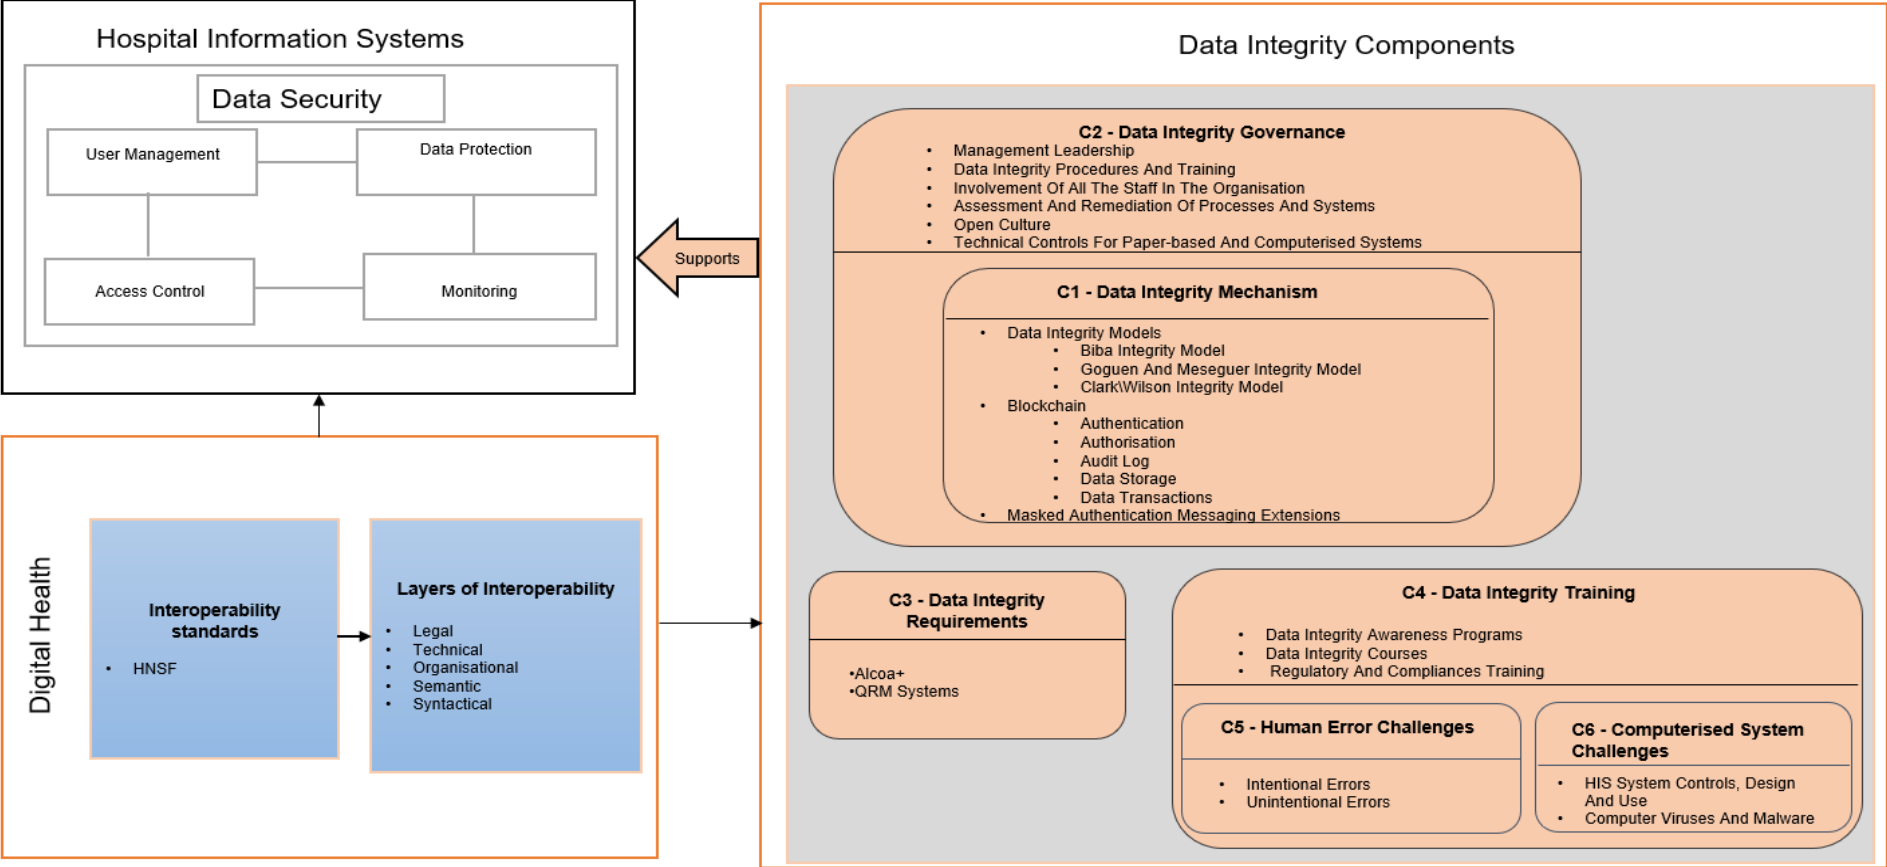 Hospital Information Systems
Data Security
User Management
Data Protection
Access Control
Monitoring
Supports
Digital Health
Interoperability
standards
• HNSF
Layers of Interoperability
• Legal
• Technical
• Organisational
• Semantic
• Syntactical
Data Integrity Components
C2 - Data Integrity Governance
• Management Leadership
• Data Integrity Procedures And Training
• Involvement Of All The Staff In The Organisation
• Assessment And Remediation Of Processes And Systems
• Open Culture
• Technical Controls For Paper-based And Computerised Systems
C1 - Data Integrity Mechanism
• Data Integrity Models
• Biba Integrity Model
• Goguen And Meseguer Integrity Model
• Clark\Wilson Integrity Model
• Blockchain
• Authentication
• Authorisation
• Audit Log
• Data Storage
• Data Transactions
• Masked Authentication Messaging Extensions
C3 - Data Integrity
Requirements
•Alcoa+
•QRM Systems
C4 - Data Integrity Training
• Data Integrity Awareness Programs
• Data Integrity Courses
• Regulatory And Compliances Training
C5 - Human Error Challenges
• Intentional Errors
• Unintentional Errors
C6 - Computerised System
Challenges
• HIS System Controls, Design
And Use
• Computer Viruses And Malware